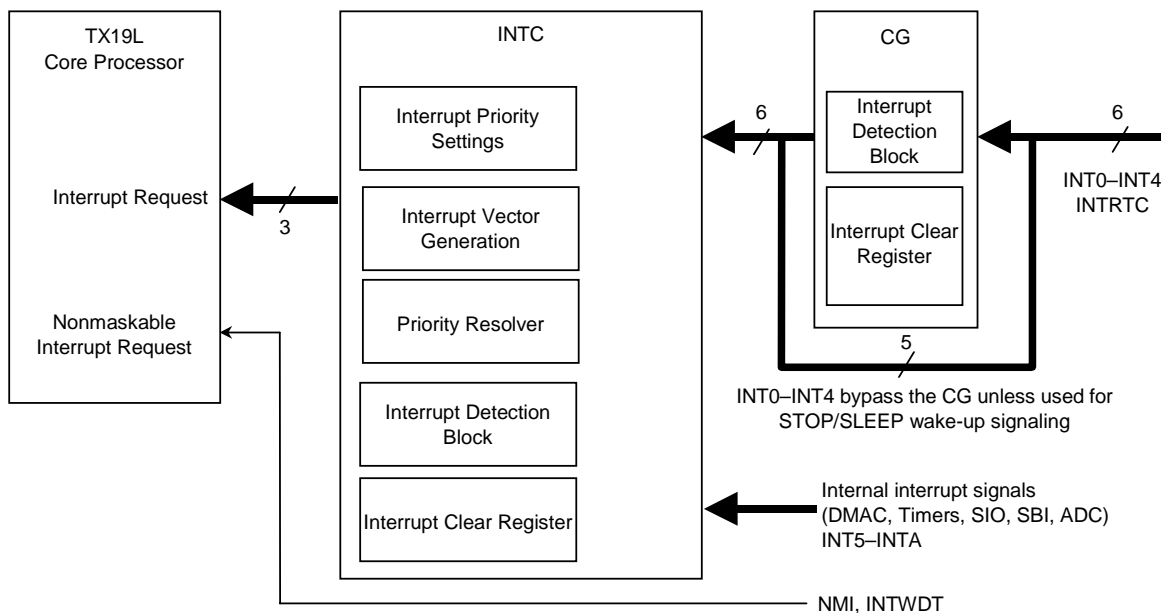 TX19L
Core Processor
Interrupt Request
Nonmaskable
Interrupt Request
3
INTC
Interrupt Priority
Settings
Interrupt Vector
Generation
Priority Resolver
Interrupt Detection
Block
Interrupt Clear Register
6
CG
Interrupt
Detection
Block
Interrupt Clear
Register
6
INT0–INT4
INTRTC
5
INT0–INT4 bypass the CG unless used for
STOP/SLEEP wake-up signaling
Internal interrupt signals
(DMAC, Timers, SIO, SBI, ADC)
INT5–INTA
NMI, INTWDT